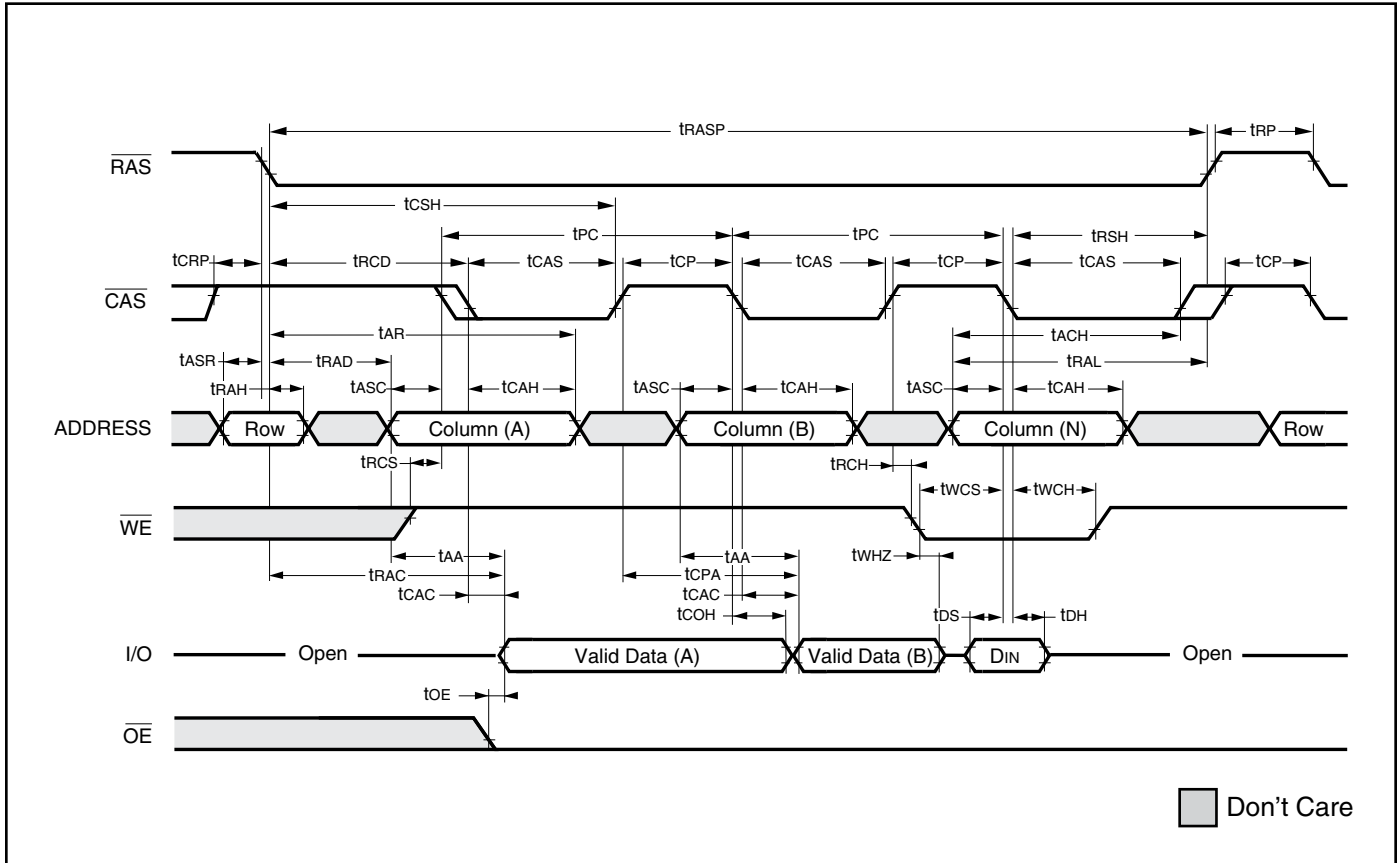 tRASP
tRP
RAS
tCSH
tPC
tPC
tRSH
tCRP
tRCD
tCAS
tCP
tCAS
tCP
tCAS
tCP
CAS
tAR
tACH
tASR
tRAD
tRAL
tRAH
tASC
tCAH
tASC
tCAH
tASC
tCAH
ADDRESS
Row
Column (A)
Column (B)
Column (N)
Row
tRCS
tRCH
tWCS
tWCH
WE
tAA
tAA
tWHZ
tRAC
tCPA
tCAC
tCAC
tCOH
tDS
tDH
I/O
Open
Valid Data (A)
Valid Data (B)
DIN
Open
tOE
OE
Don't Care